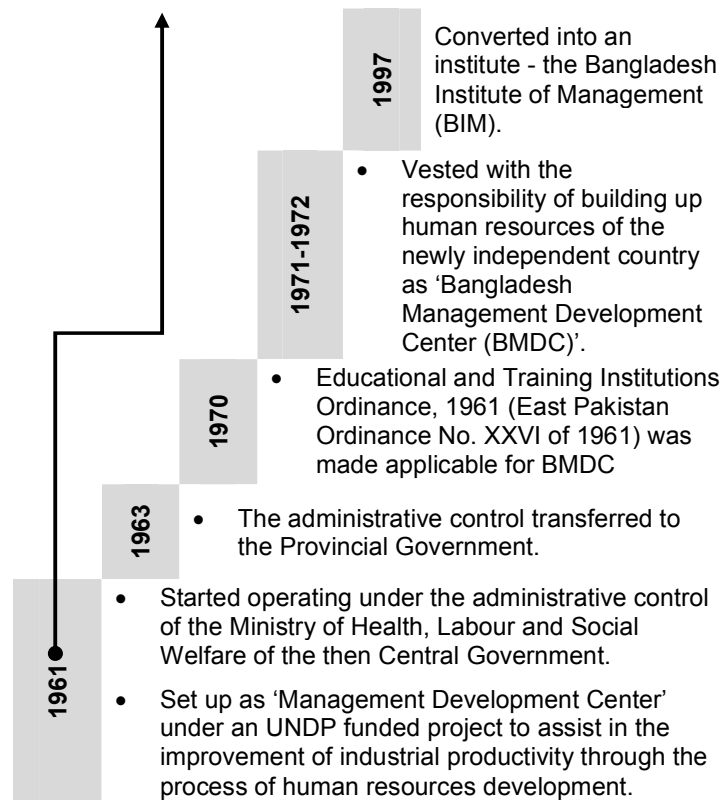 1997
Converted into an
institute - the Bangladesh
Institute of Management
(BIM).
1971-1972
• Vested with the
responsibility of building up
human resources of the
newly independent country
as ‘Bangladesh
Management Development
Center (BMDC)’.
1970
• Educational and Training Institutions
Ordinance, 1961 (East Pakistan
Ordinance No. XXVI of 1961) was
made applicable for BMDC
1963
• The administrative control transferred to
the Provincial Government.
1961
• Started operating under the administrative control
of the Ministry of Health, Labour and Social
Welfare of the then Central Government.
• Set up as ‘Management Development Center’
under an UNDP funded project to assist in the
improvement of industrial productivity through the
process of human resources development.